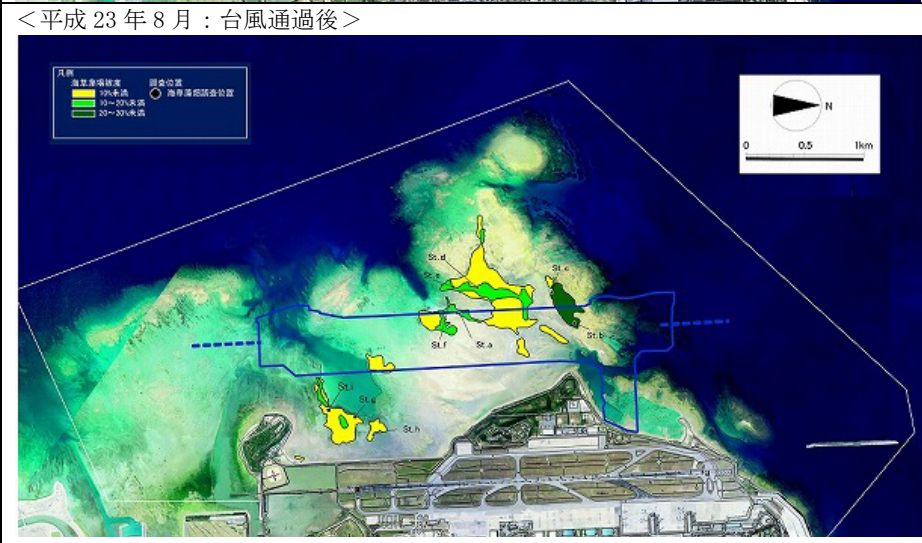 ＜平成 23 年 8 月：台風通過後＞
凡例
海草藻場被度
10%未満
10～20%未満
20～30%未満
調査位置
海草藻類調査位置
N
0 0.5 1km
St.d
St.c
St.e
St.b
St.f
St.a
St.i
St.g
St.h